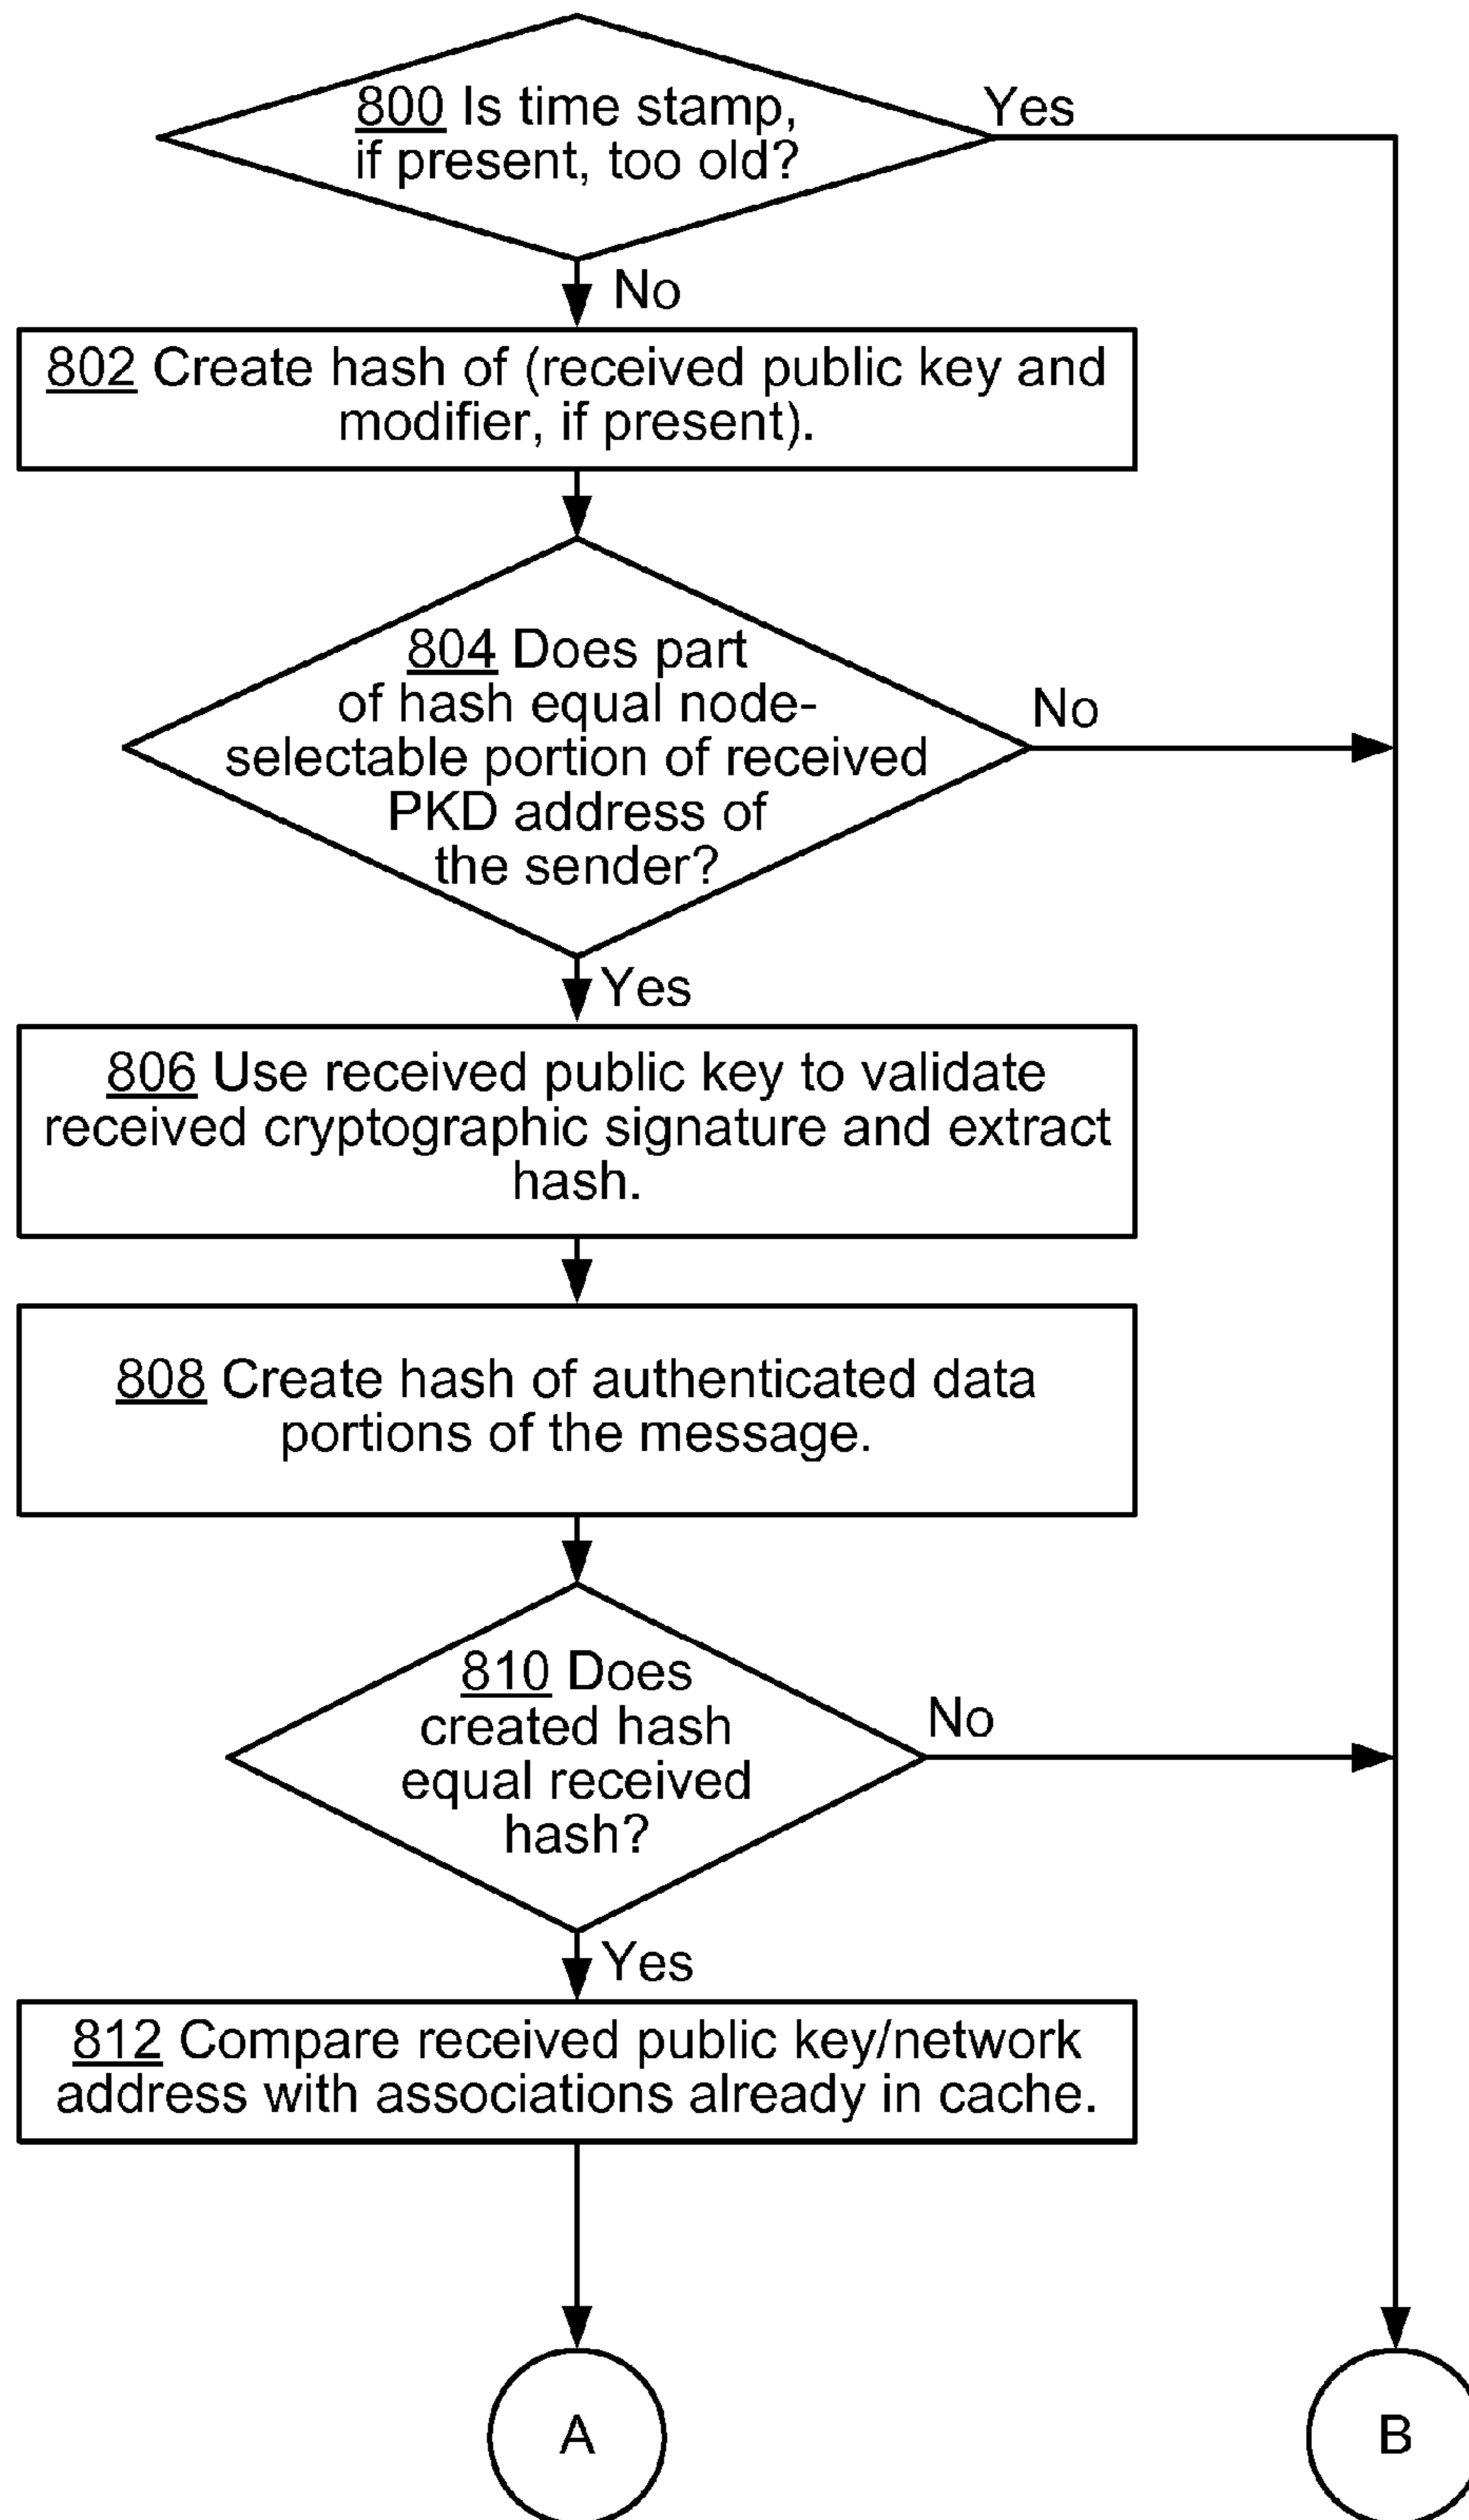 800 Is time stamp,
if present, too old?
Yes
No
802 Create hash of (received public key and
modifier, if present).
804 Does part
of hash equal node-
selectable portion of received
PKD address of
the sender?
No
Yes
806 Use received public key to validate
received cryptographic signature and extract
hash.
808 Create hash of authenticated data
portions of the message.
810 Does
created hash
equal received
hash?
No
Yes
812 Compare received public key/network
address with associations already in cache.
A
B